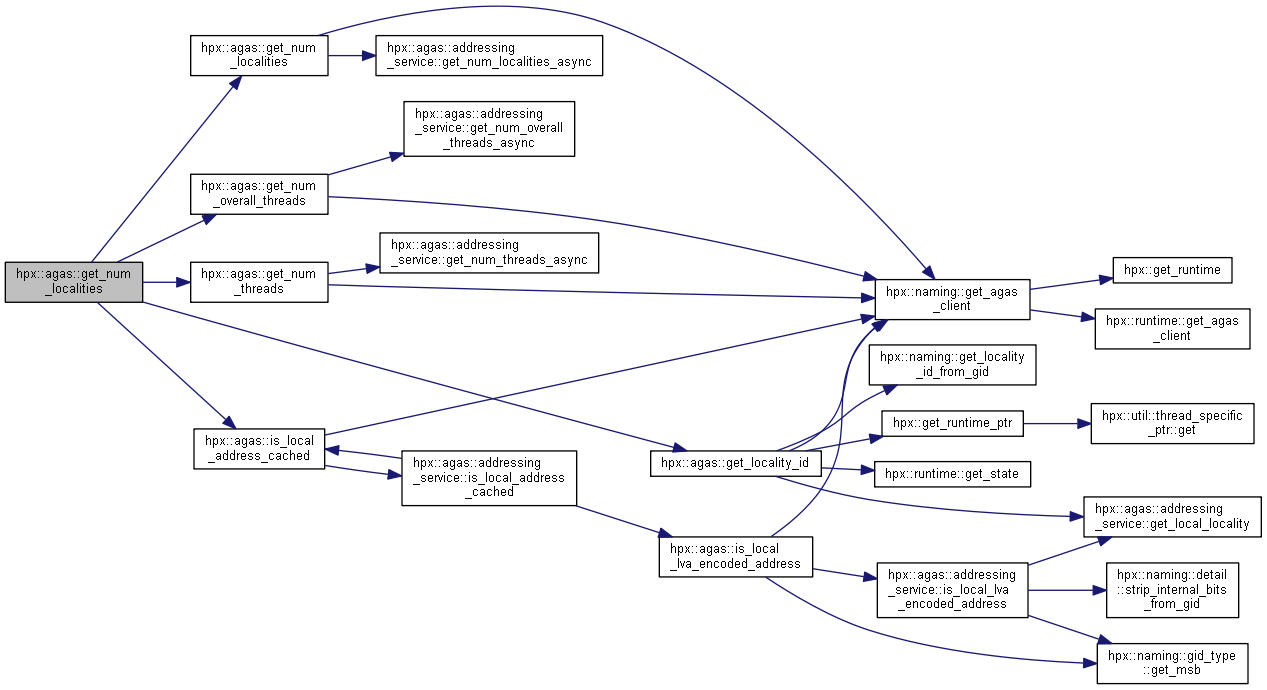 hpx::agas::get_num
_localities
hpx::agas::get_num
_localities
hpx::agas::addressing
_service::get_num_localities_async
hpx::agas::addressing
_service::get_num_overall
_threads_async
hpx::agas::get_num
_overall_threads
hpx::agas::addressing
_service::get_num_threads_async
hpx::agas::get_num
_threads
hpx::naming::get_agas
_client
hpx::get_runtime
hpx::runtime::get_agas
_client
hpx::naming::get_locality
_id_from_gid
hpx::get_runtime_ptr
hpx::util::thread_specific
_ptr::get
hpx::agas::is_local
_address_cached
hpx::agas::addressing
_service::is_local_address
_cached
hpx::agas::get_locality_id
hpx::runtime::get_state
hpx::agas::addressing
_service::get_local_locality
hpx::agas::is_local
_lva_encoded_address
hpx::agas::addressing
_service::is_local_lva
_encoded_address
hpx::naming::detail
::strip_internal_bits
_from_gid
hpx::naming::gid_type
::get_msb